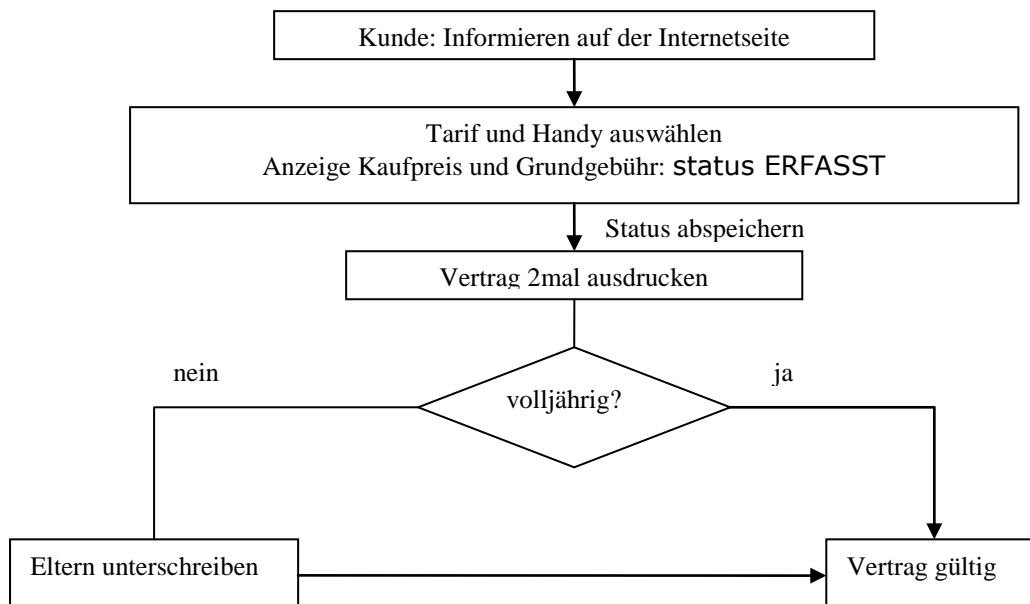 Kunde: Informieren auf der Internetseite
Tarif und Handy auswählen
Anzeige Kaufpreis und Grundgebühr: status ERFASST
Status abspeichern
Vertrag 2mal ausdrucken
nein
ja
volljährig?
Eltern unterschreiben
Vertrag gültig